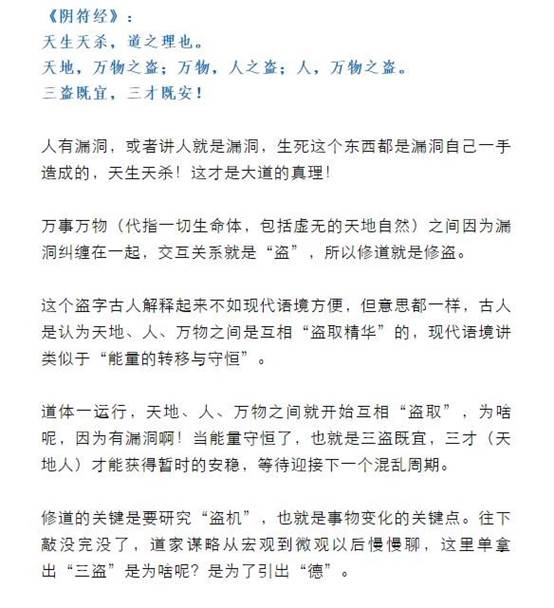 《阴符经》：
天生天杀，道之理也。
天地，万物之盗；万物，人之盗；人，万物之盗。
三盗既宜，三才既安！
人有漏洞，或者讲人就是漏洞，生死这个东西都是漏洞自己一手
造成的，天生天杀！这才是大道的真理！
万事万物（代指一切生命体，包括虚无的天地自然）之间因为漏
洞纠缠在一起，交互关系就是“盗”，所以修道就是修盗。
这个盗字古人解释起来不如现代语境方便，但意思都一样，古人
是认为天地、人、万物之间是互相“盗取精华”的，现代语境讲
类似于“能量的转移与守恒”。
道体一运行，天地、人、万物之间就开始互相“盗取”，为啥
呢，因为有漏洞啊！当能量守恒了，也就是三盗既宜，三才（天
地人）才能获得暂时的安稳，等待迎接下一个混乱周期。
修道的关键是要研究“盗机”，也就是事物变化的关键点。往下
敲没完没了，道家谋略从宏观到微观以后慢慢聊，这里单拿
出“三盗”是为啥呢？是为了引出“德”。